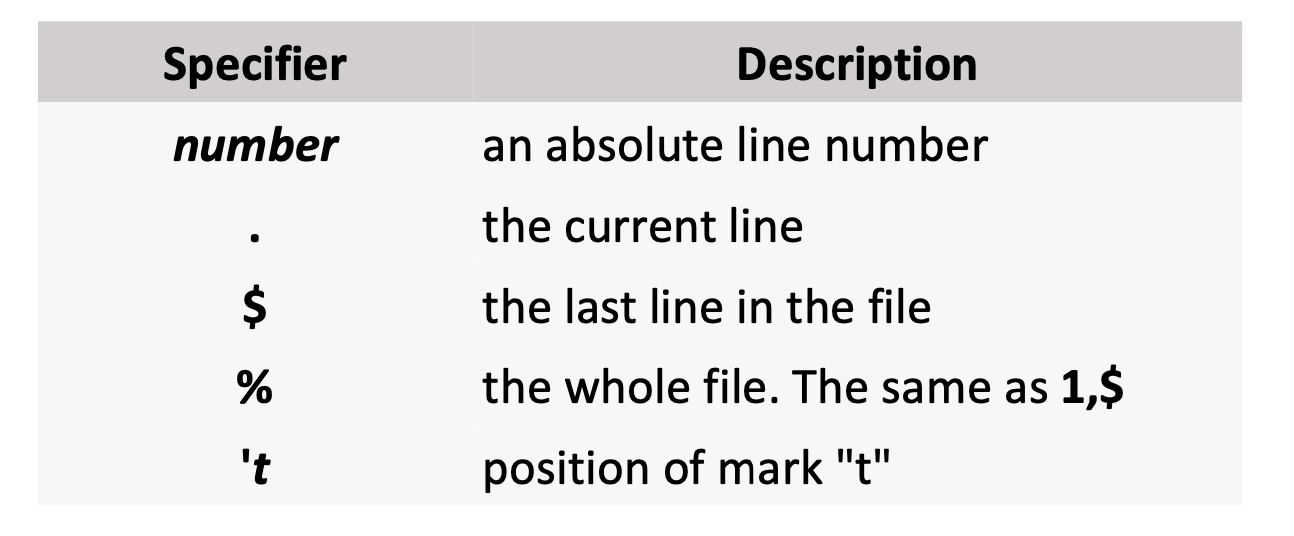 Specifier Description
number an absolute line number
. the current line
$ the last line in the file
% the whole file. The same as 1,$
't position of mark "t"